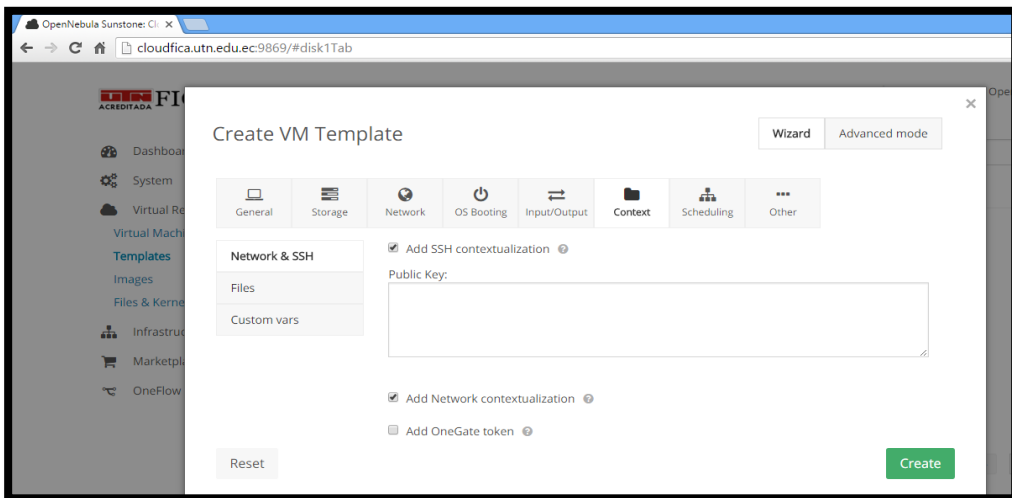 OpenNebula Sunstone: Cl
cloudfica.utn.edu.ec:9869/#disk1Tab
UTN FI
ACREDITADA
Ope
Create VM Template
Wizard
Advanced mode
Dashboar
System
Virtual Re
Virtual Machi
Templates
Images
Files & Kerne
Infrastruc
Marketpla
OneFlow
General
Storage
Network
OS Booting
Input/Output
Context
Scheduling
Other
Network & SSH
Files
Custom vars
Add SSH contextualization
Public Key:
Add Network contextualization
Add OneGate token
Reset
Create